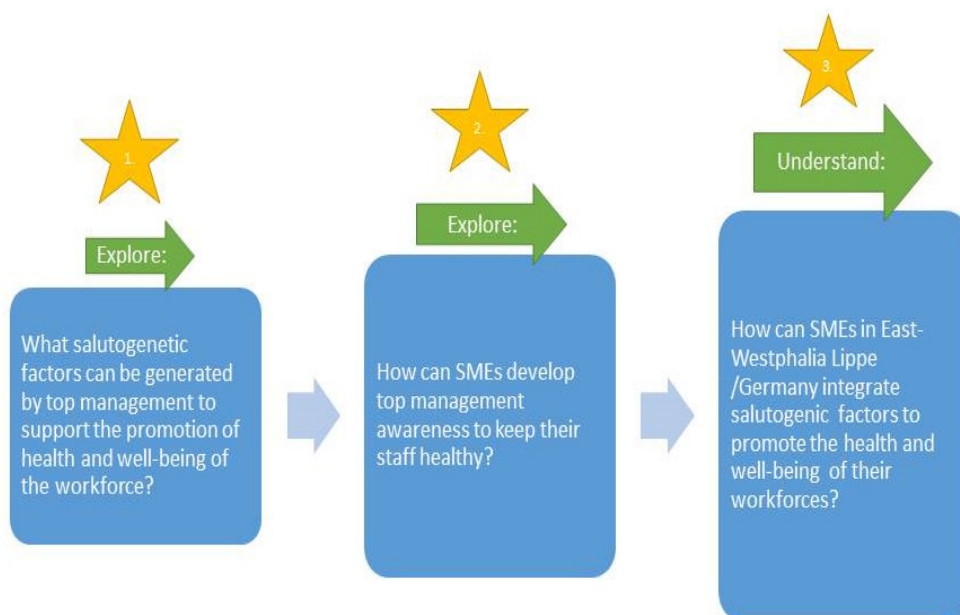 1.
Explore:
What salutogenetic
factors can be generated
by top management to
support the promotion of
health and well-being of
the workforce?
2.
Explore:
How can SMEs develop
top management
awareness to keep their
staff healthy?
3.
Understand:
How can SMEs in East-
Westphalia Lippe
/Germany integrate
salutogenic factors to
promote the health and
well-being of their
workforces?